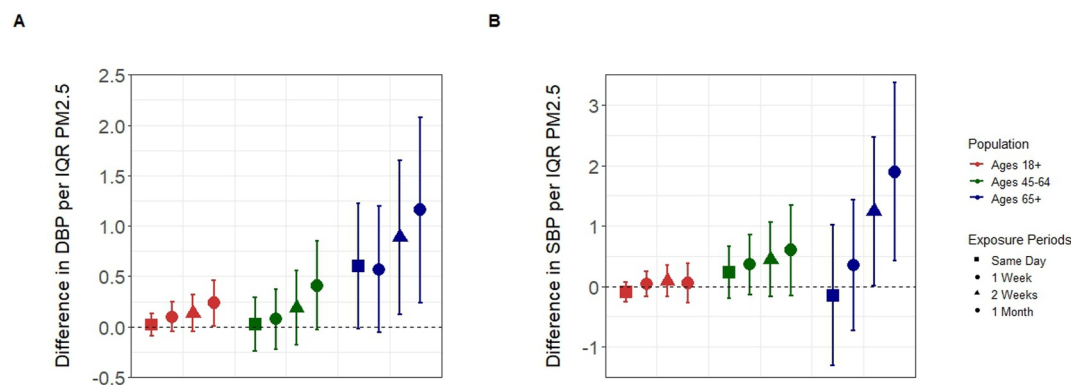 A
B
Difference in DBP per IQR PM2.5
2.5
2.0
1.5
1.0
0.5
0.0
-0.5
Difference in SBP per IQR PM2.5
3
2
1
0
-1
Population
Ages 18+
Ages 45-64
Ages 65+
Exposure Periods
Same Day
1 Week
2 Weeks
1 Month